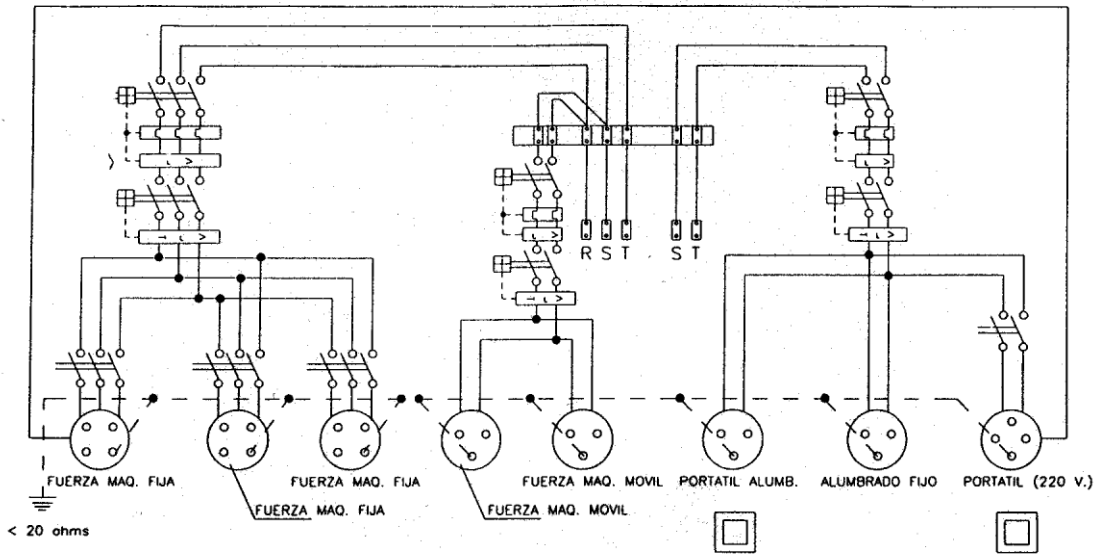 R S T S T
FUERZA MAQ. FIJA
FUERZA MAQ. FIJA
FUERZA MAQ. MOVIL
PORTATIL ALUMB.
ALUMBRADO FIJO
PORTATIL (220 V.)
FUERZA MAQ. FIJA
FUERZA MAQ. MOVIL
< 20 ohms